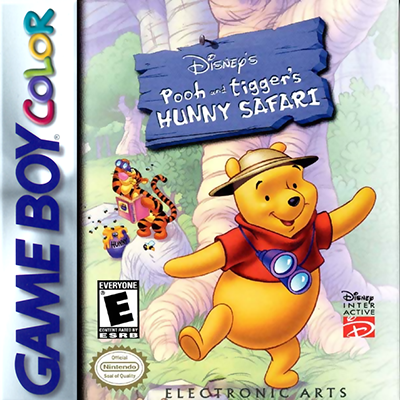 GAME BOY COLOR
Disney's
Pooh and Tigger's
HUNNY SAFARI
HUNNY
EVERYONE
E
CONTENT RATED BY
ESRB
Official
Nintendo
Seal of Quality
Disney
INTER
ACTIVE
ELECTRONIC ARTS